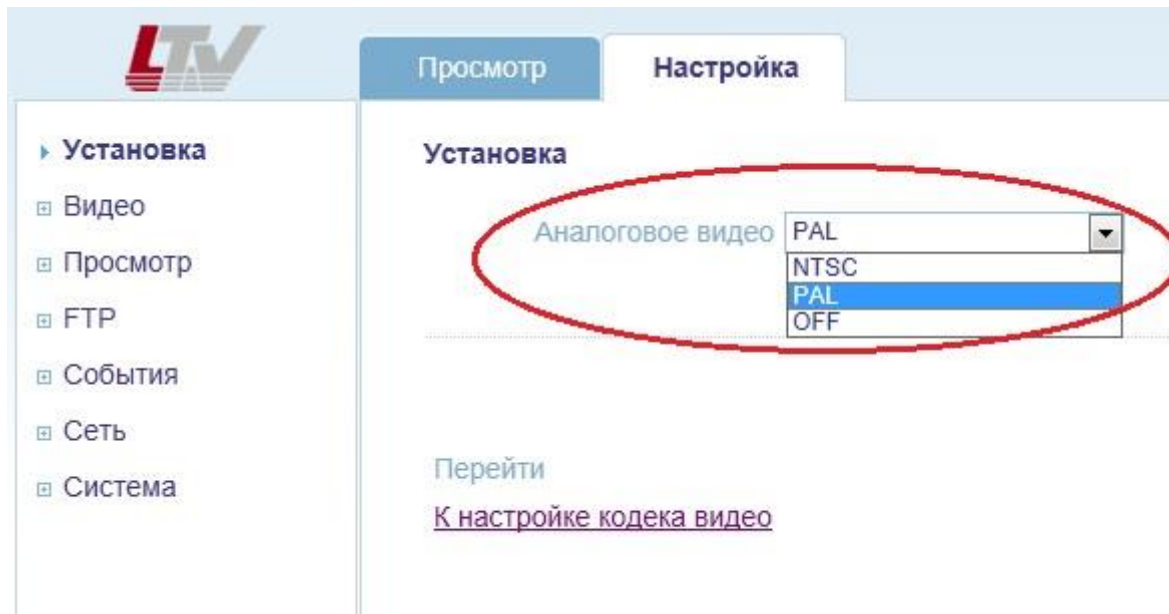 LTV
Просмотр
Настройка
Установка
Видео
Просмотр
FTP
События
Сеть
Система
Установка
Аналоговое видео PAL
NTSC
PAL
OFF
Перейти
К настройке кодека видео